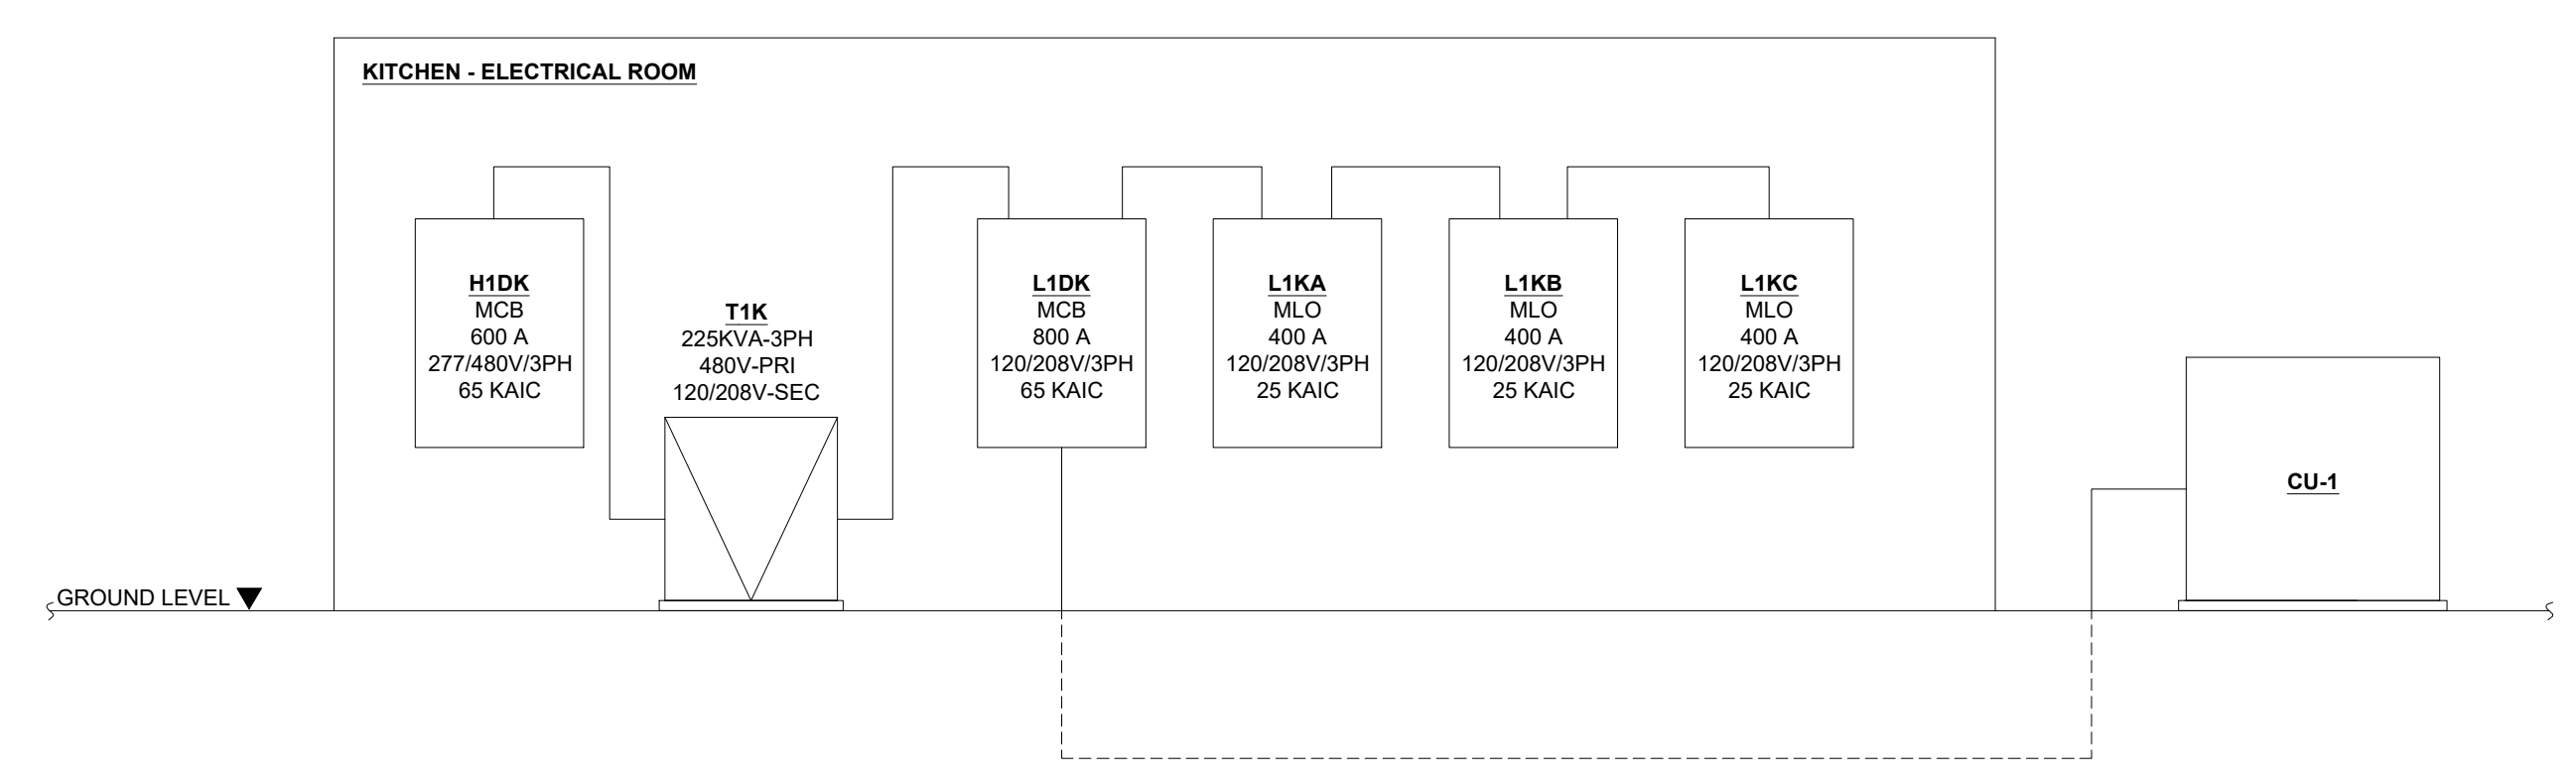 KITCHEN - ELECTRICAL ROOM
H1DK
MCB
600 A
277/480V/3PH
65 KAIC
T1K
225KVA-3PH
480V-PRI
120/208V-SEC
L1DK
MCB
800 A
120/208V/3PH
65 KAIC
L1KA
MLO
400 A
120/208V/3PH
25 KAIC
L1KB
MLO
400 A
120/208V/3PH
25 KAIC
L1KC
MLO
400 A
120/208V/3PH
25 KAIC
CU-1
GROUND LEVEL